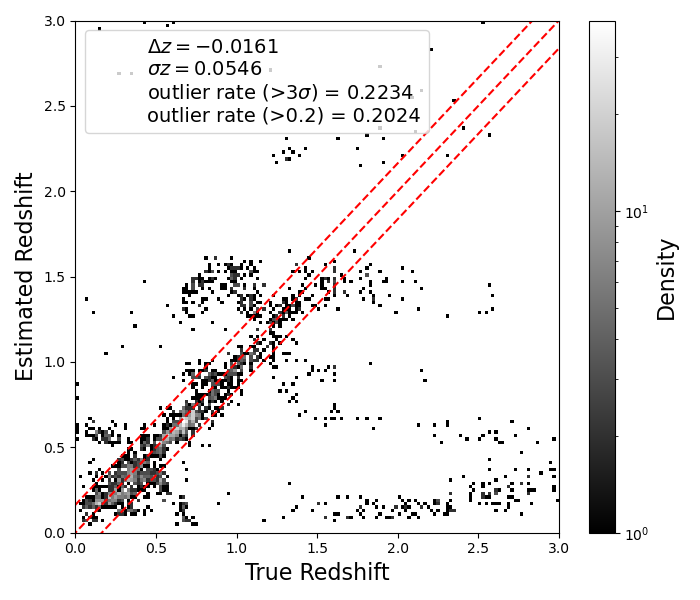 Δz = −0.0161
σz = 0.0546
outlier rate (>3σ) = 0.2234
outlier rate (>0.2) = 0.2024
3.0
2.5
2.0
1.5
1.0
0.5
0.0
Estimated Redshift
0.0 0.5 1.0 1.5 2.0 2.5 3.0
True Redshift
10¹
10⁰
Density